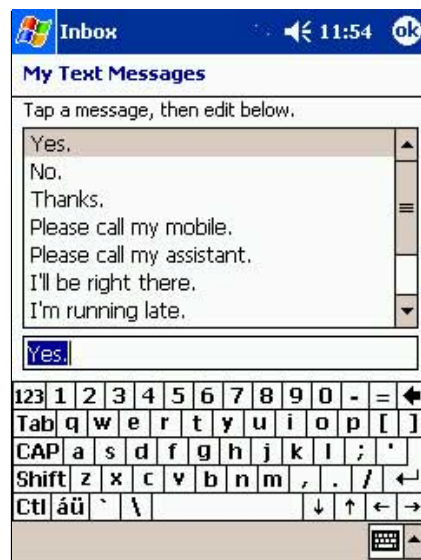 Inbox 11:54 ok
My Text Messages
Tap a message, then edit below.
Yes.
No.
Thanks.
Please call my mobile.
Please call my assistant.
I'll be right there.
I'm running late.
Yes.
123 1 2 3 4 5 6 7 8 9 0 - =
Tab q w e r t y u i o p [ ]
CAP a s d f g h j k l ; '
Shift z x c v b n m , . /
Ctl áü ` \